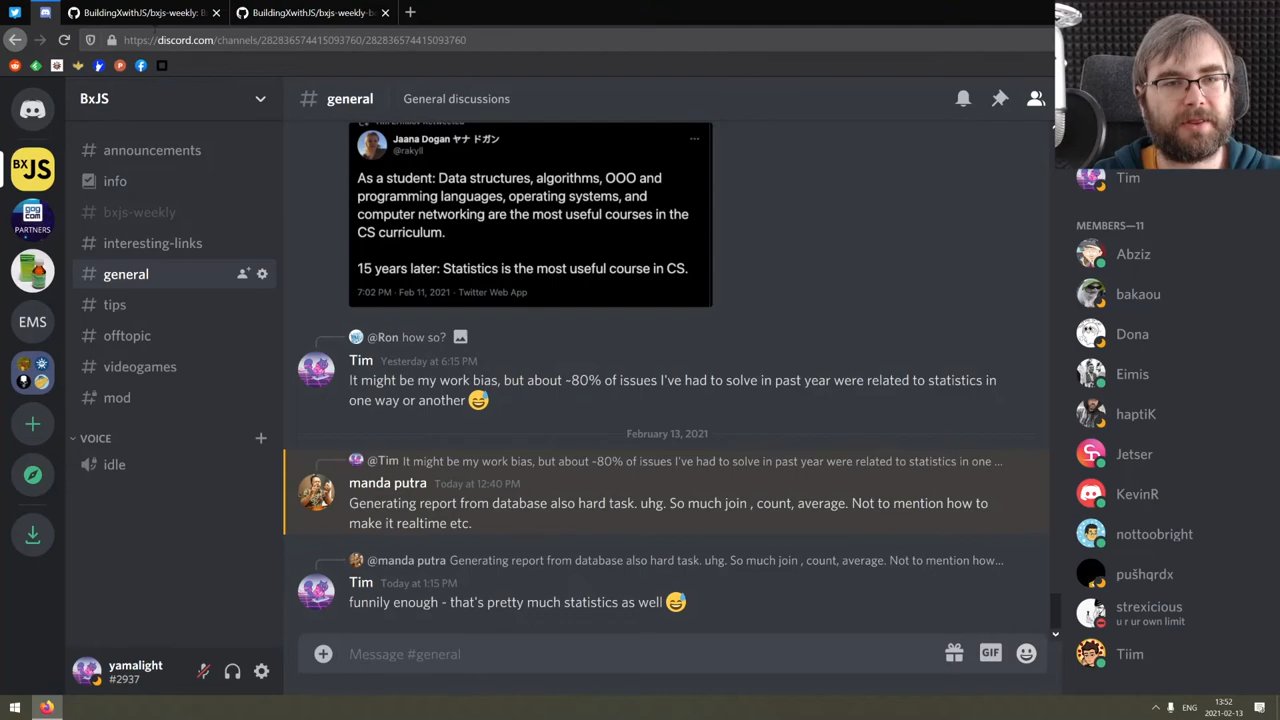 BuildingXwithJS/bxjs-weekly: B
BuildingXwithJS/bxjs-weekly-b
https://discord.com/channels/282836574415093760/282836574415093760
BxJS
general
General discussions
announcements
info
bxjs-weekly
interesting-links
general
tips
offtopic
videogames
mod
VOICE
idle
BXJS
gog
com
PARTNERS
EMS
yamalight
#2937
Jaana Dogan ヤナ ドガン
@rakyll
As a student: Data structures, algorithms, OOO and
programming languages, operating systems, and
computer networking are the most useful courses in the
CS curriculum.
15 years later: Statistics is the most useful course in CS.
7:02 PM · Feb 11, 2021 · Twitter Web App
@Ron how so?
Tim Yesterday at 6:15 PM
It might be my work bias, but about ~80% of issues I've had to solve in past year were related to statistics in
one way or another
February 13, 2021
@Tim It might be my work bias, but about ~80% of issues I've had to solve in past year were related to statistics in one ...
manda putra Today at 12:40 PM
Generating report from database also hard task. uhg. So much join , count, average. Not to mention how to
make it realtime etc.
@manda putra Generating report from database also hard task. uhg. So much join , count, average. Not to mention how...
Tim Today at 1:15 PM
funnily enough - that's pretty much statistics as well
Message #general
GIF
Tim
MEMBERS—11
Abziz
bakaou
Dona
Eimis
haptiK
Jetser
KevinR
nottoobright
pušhqrdx
strexicious
u r ur own limit
Tiim
ENG
13:52
2021-02-13